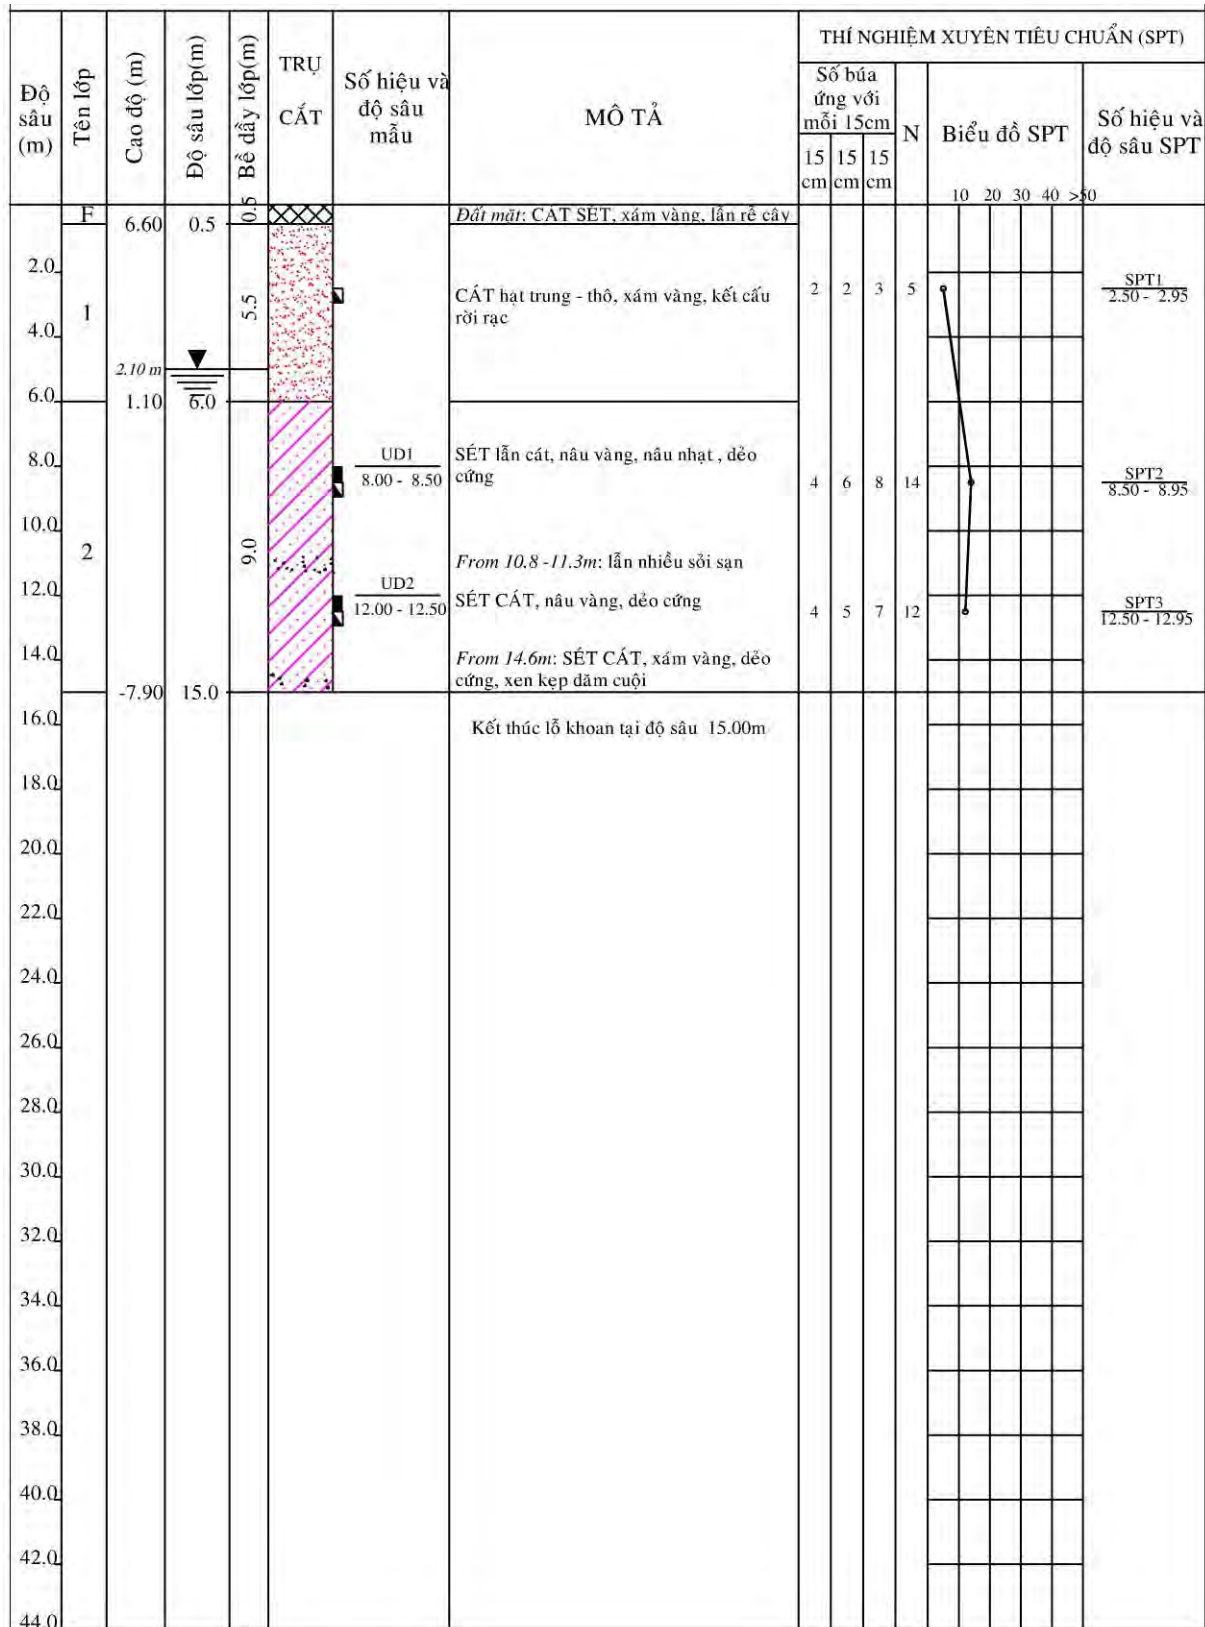 THÍ NGHIỆM XUYÊN TIÊU CHUẨN (SPT)
Độ sâu (m)
Tên lớp
Cao độ (m)
Độ sâu lớp(m)
Bề dầy lớp(m)
TRỤ CẮT
Số hiệu và độ sâu mẫu
MÔ TẢ
Số búa ứng với mỗi 15cm
15 cm
15 cm
15 cm
N
Biểu đồ SPT
10 20 30 40 >50
Số hiệu và độ sâu SPT
F
6.60
0.5
0.5
Đất mặt: CÁT SÉT, xám vàng, lẫn rễ cây
2.0
1
5.5
CÁT hạt trung - thô, xám vàng, kết cấu
rời rạc
2 2 3 5
SPT1
2.50 - 2.95
4.0
2.10 m
6.0
1.10
6.0
8.0
UD1
8.00 - 8.50
SÉT lẫn cát, nâu vàng, nâu nhạt , dẻo
cứng
4 6 8 14
SPT2
8.50 - 8.95
10.0
2
9.0
From 10.8 -11.3m: lẫn nhiều sỏi sạn
12.0
UD2
12.00 - 12.50
SÉT CÁT, nâu vàng, dẻo cứng
4 5 7 12
SPT3
12.50 - 12.95
14.0
From 14.6m: SÉT CÁT, xám vàng, dẻo
cứng, xen kẹp dăm cuội
-7.90
15.0
16.0
Kết thúc lỗ khoan tại độ sâu 15.00m
18.0
20.0
22.0
24.0
26.0
28.0
30.0
32.0
34.0
36.0
38.0
40.0
42.0
44.0